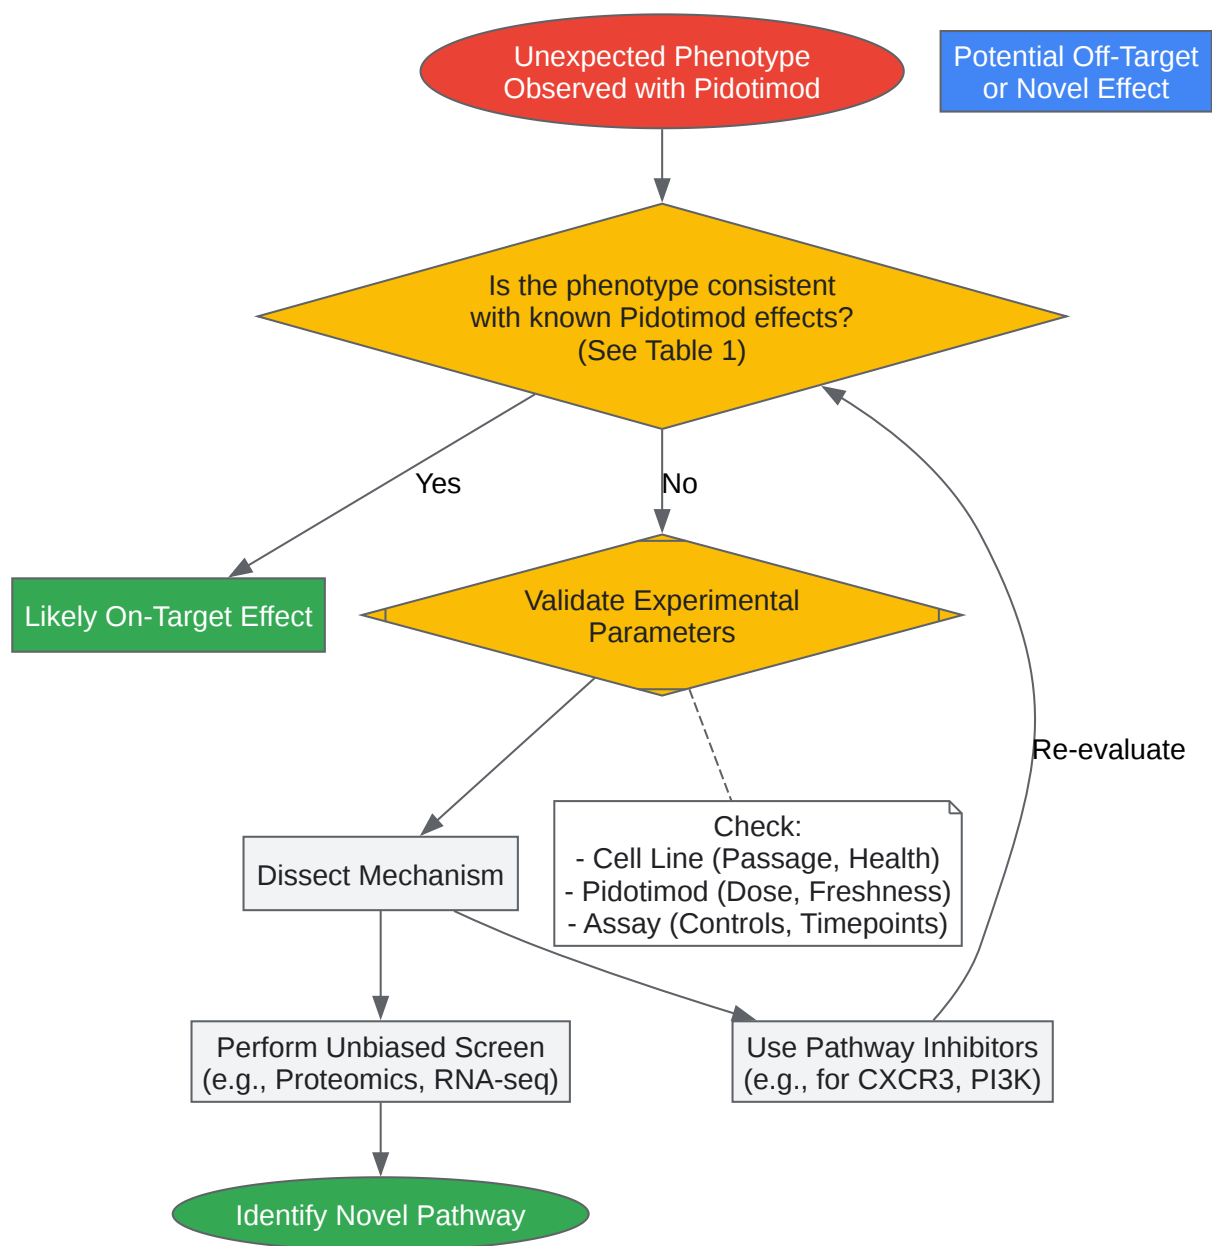 Unexpected Phenotype
Observed with Pidotimod
Potential Off-Target
or Novel Effect
Is the phenotype consistent
with known Pidotimod effects?
(See Table 1)
Yes
No
Likely On-Target Effect
Validate Experimental
Parameters
Re-evaluate
Check:
- Cell Line (Passage, Health)
- Pidotimod (Dose, Freshness)
- Assay (Controls, Timepoints)
Dissect Mechanism
Perform Unbiased Screen
(e.g., Proteomics, RNA-seq)
Use Pathway Inhibitors
(e.g., for CXCR3, PI3K)
Identify Novel Pathway